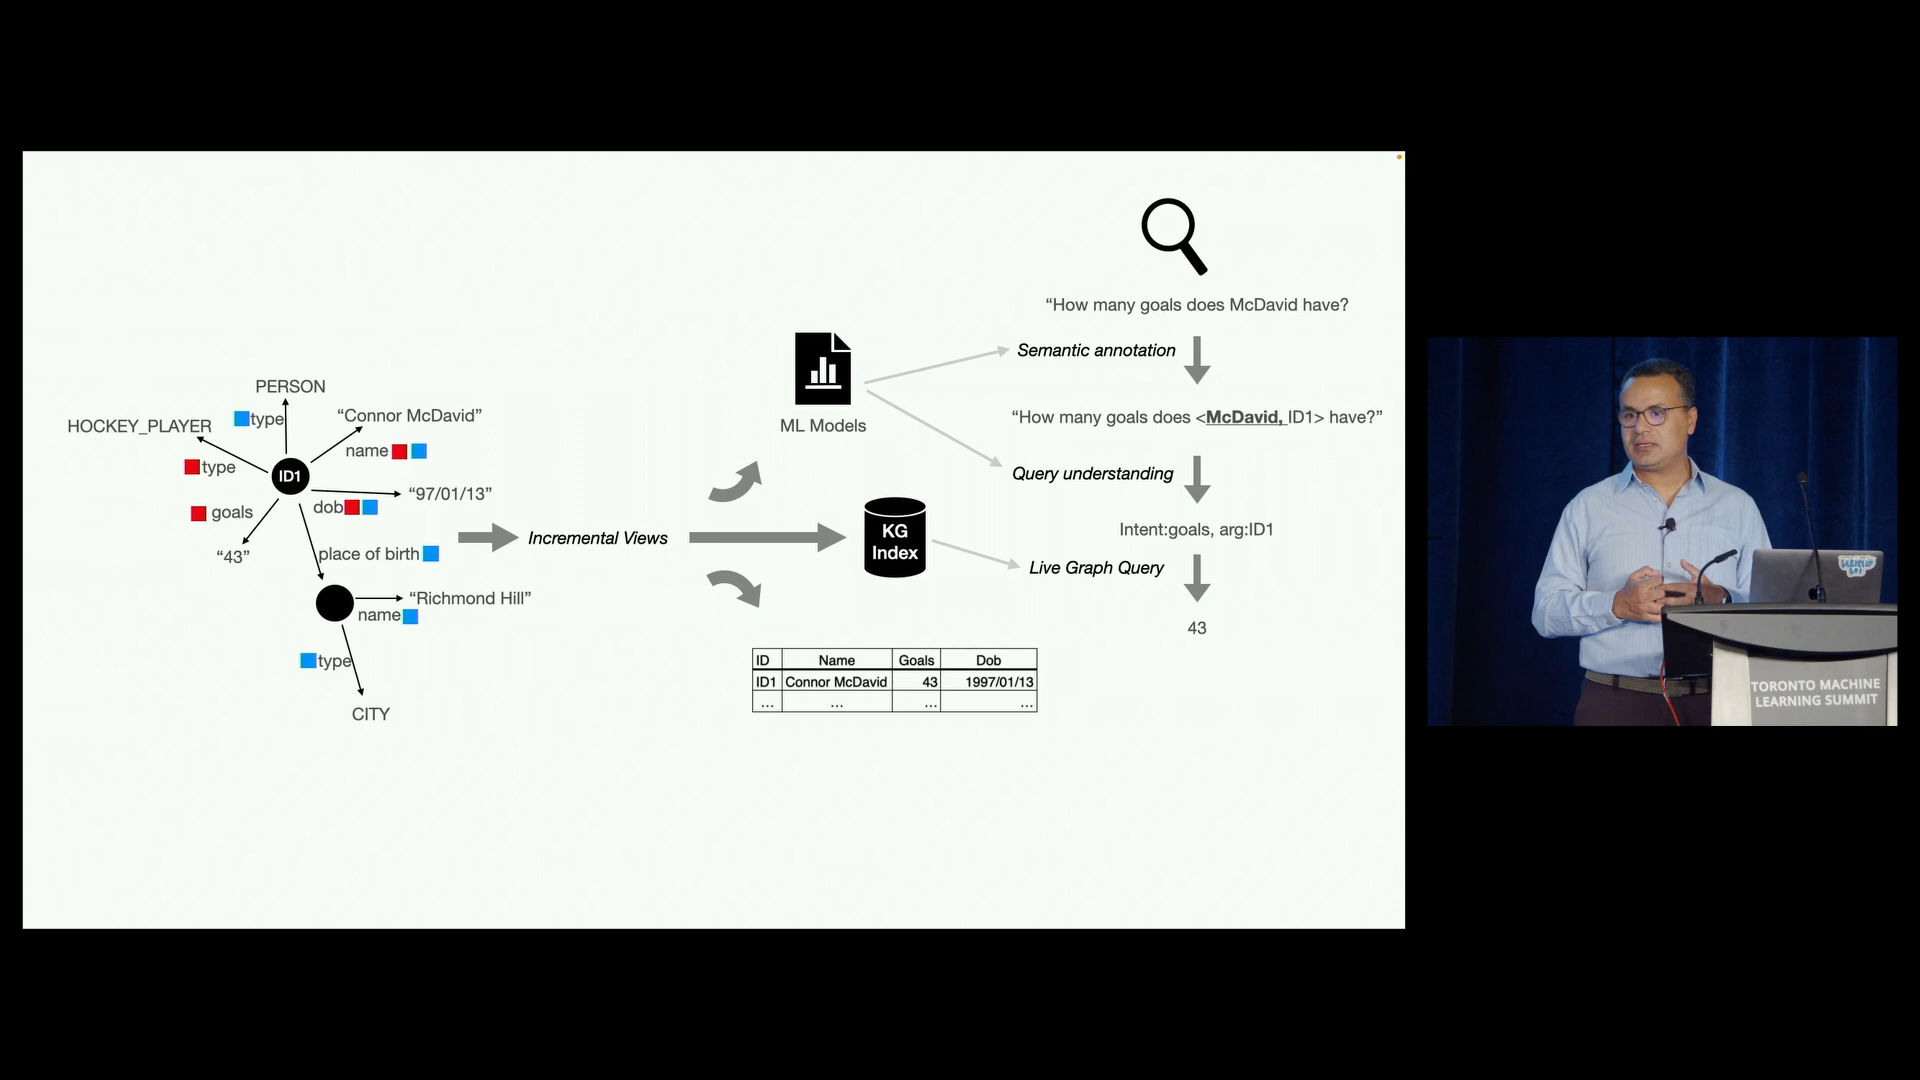 PERSON
HOCKEY_PLAYER
type
“Connor McDavid”
name
ID1
type
“97/01/13”
dob
goals
“43”
place of birth
“Richmond Hill”
name
type
CITY
Incremental Views
ML Models
KG
Index
ID Name Goals Dob
ID1 Connor McDavid 43 1997/01/13
... ... ... ...
“How many goals does McDavid have?
Semantic annotation
“How many goals does <McDavid, ID1> have?”
Query understanding
Intent:goals, arg:ID1
Live Graph Query
43
TORONTO MACHINE
LEARNING SUMMIT